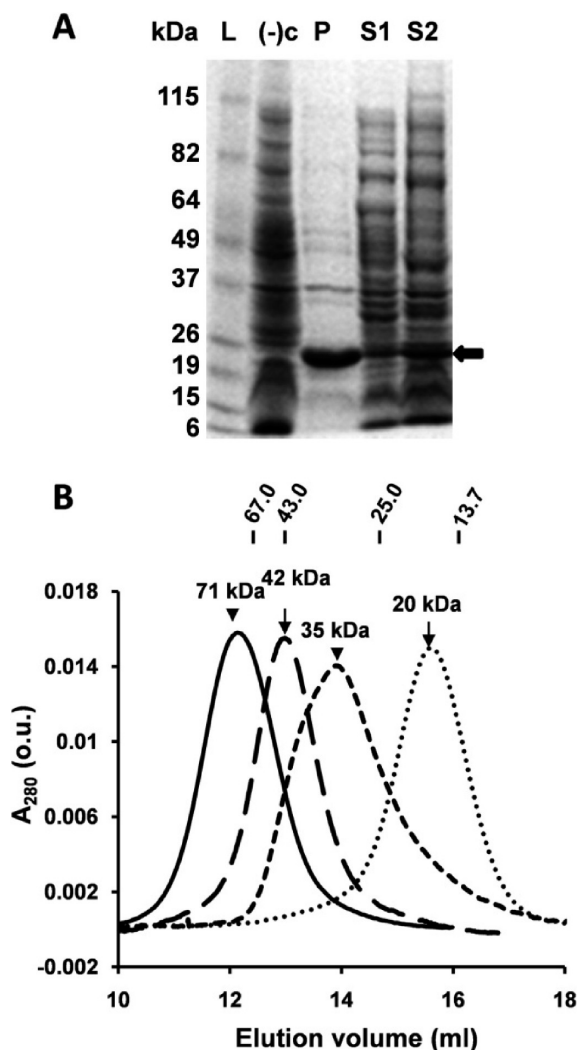 A
kDa L (-)c P S1 S2
115
82
64
49
37
26
19
15
6
B
67.0 43.0 25.0 13.7
0.018
0.014
0.01
0.006
0.002
-0.002
71 kDa
42 kDa
35 kDa
20 kDa
A280 (o.u.)
10 12 14 16 18
Elution volume (ml)